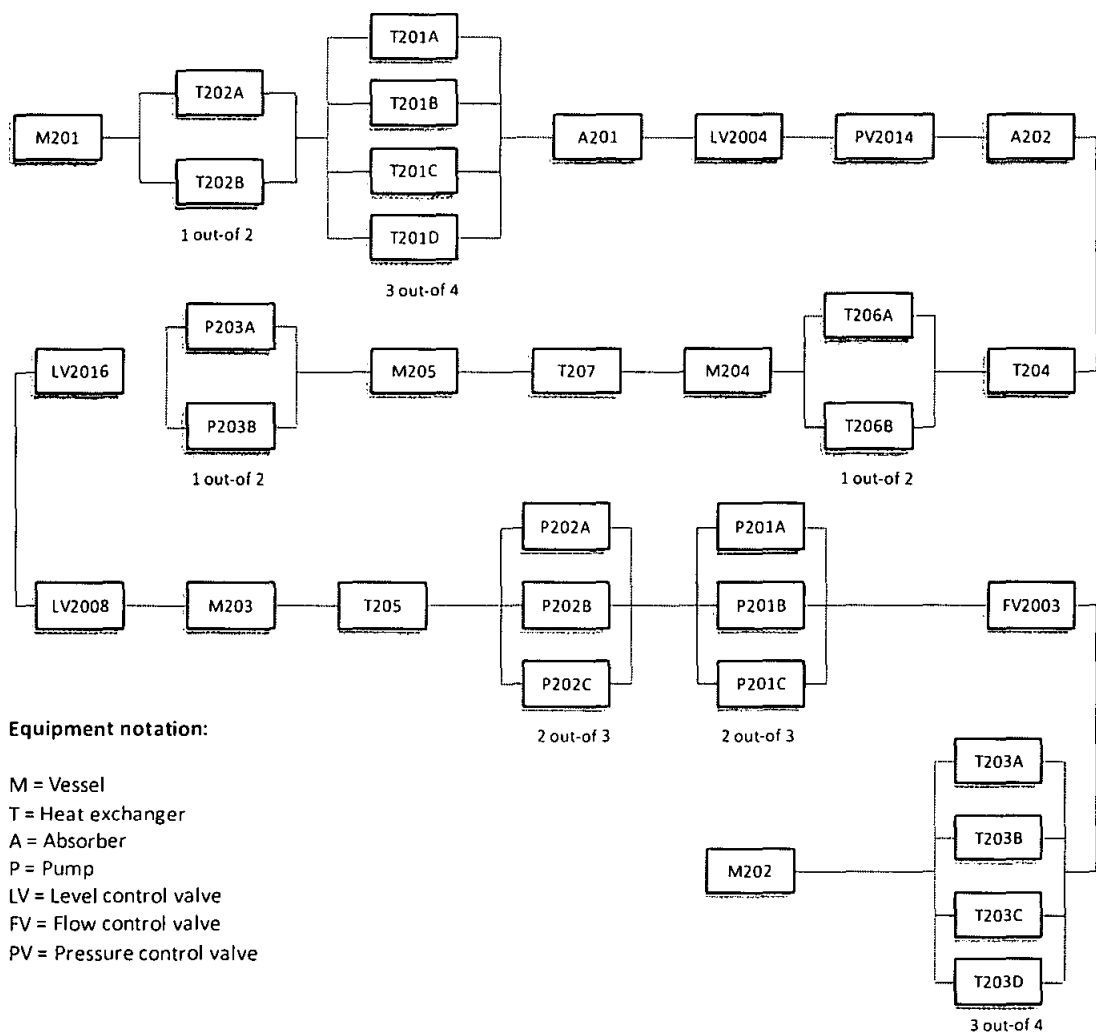 T201A
T202A
T201B
M201
A201
LV2004
PV2014
A202
T202B
T201C
1 out-of 2
T201D
3 out-of 4
P203A
T206A
LV2016
M205
T207
M204
T204
P203B
T206B
1 out-of 2
1 out-of 2
P202A
P201A
LV2008
M203
T205
P202B
P201B
FV2003
P202C
P201C
2 out-of 3
2 out-of 3
Equipment notation:
M = Vessel
T = Heat exchanger
A = Absorber
P = Pump
LV = Level control valve
FV = Flow control valve
PV = Pressure control valve
T203A
T203B
M202
T203C
T203D
3 out-of 4